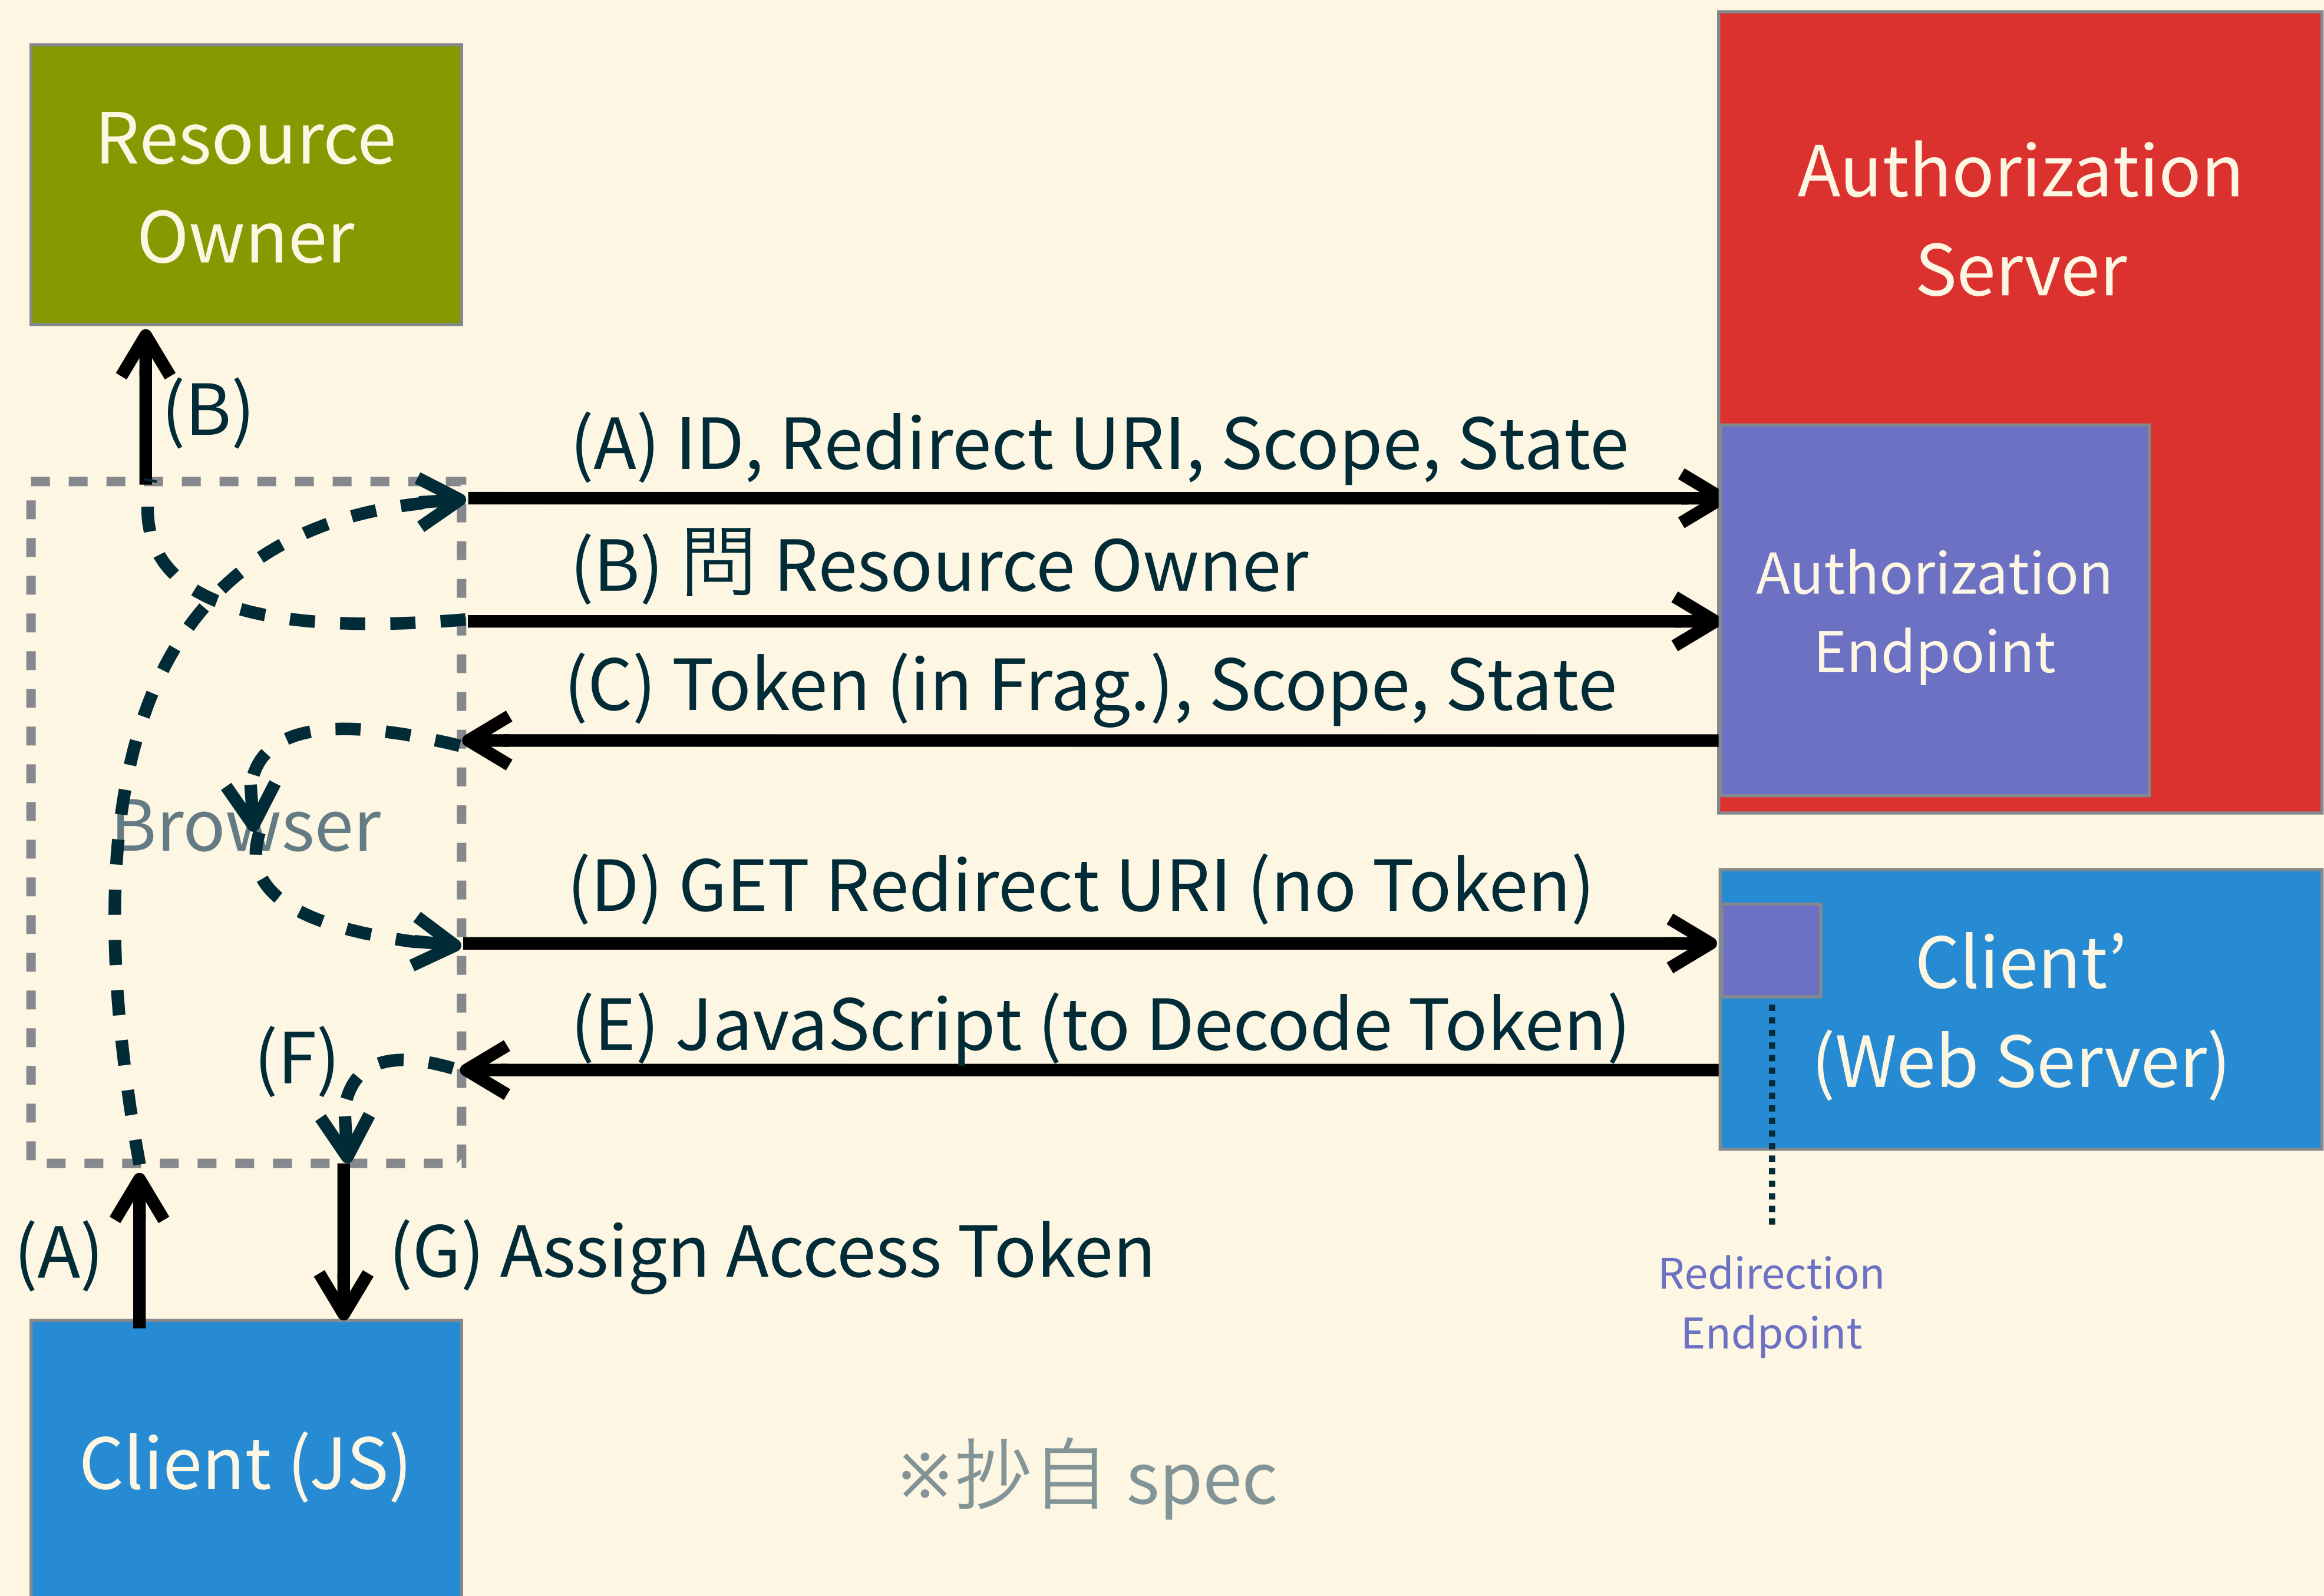 Resource
Owner
Authorization
Server
(B)
(A) ID, Redirect URI, Scope, State
(B) 問 Resource Owner
Authorization
Endpoint
(C) Token (in Frag.), Scope, State
Browser
(D) GET Redirect URI (no Token)
Client’
(Web Server)
(E) JavaScript (to Decode Token)
(F)
(A)
(G) Assign Access Token
Redirection
Endpoint
Client (JS)
※抄自 spec